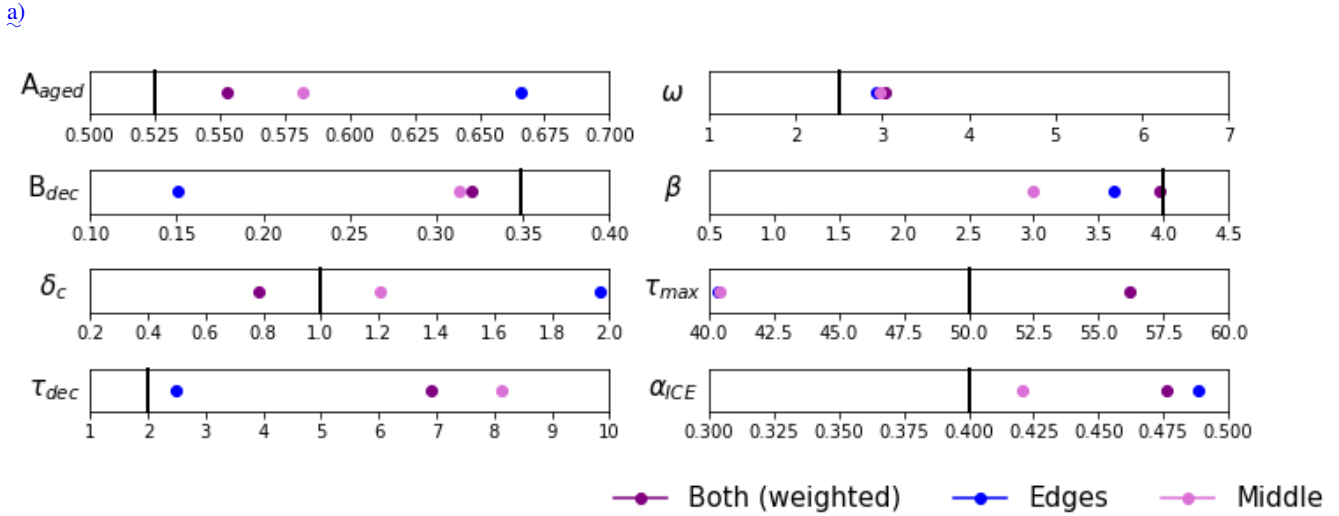 a)
A_aged
0.500 0.525 0.550 0.575 0.600 0.625 0.650 0.675 0.700
ω
1 2 3 4 5 6 7
B_dec
0.10 0.15 0.20 0.25 0.30 0.35 0.40
β
0.5 1.0 1.5 2.0 2.5 3.0 3.5 4.0 4.5
δ_c
0.2 0.4 0.6 0.8 1.0 1.2 1.4 1.6 1.8 2.0
τ_max
40.0 42.5 45.0 47.5 50.0 52.5 55.0 57.5 60.0
τ_dec
1 2 3 4 5 6 7 8 9 10
α_ICE
0.300 0.325 0.350 0.375 0.400 0.425 0.450 0.475 0.500
Both (weighted) Edges Middle